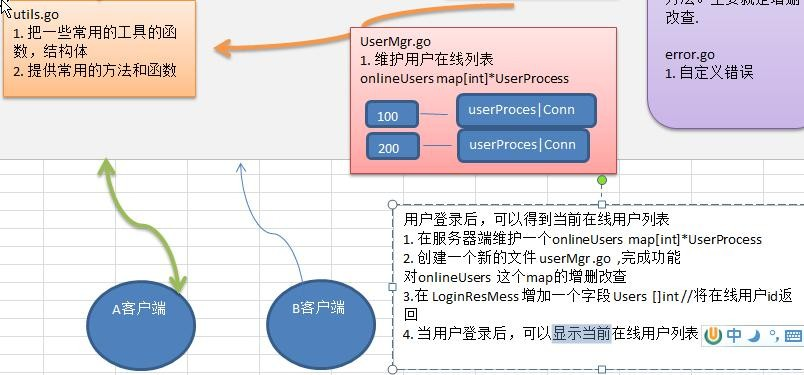 utils.go
1. 把一些常用的工具的函
数，结构体
2. 提供常用的方法和函数
UserMgr.go
1. 维护用户在线列表
onlineUsers map[int]*UserProcess
100
userProces|Conn
200
userProces|Conn
改查.
error.go
1. 自定义错误
A客户端
B客户端
用户登录后，可以得到当前在线用户列表
1. 在服务器端维护一个onlineUsers map[int]*UserProcess
2. 创建一个新的文件 userMgr.go ,完成功能
对onlineUsers 这个map的增删改查
3.在 LoginResMess 增加一个字段 Users []int //将在线用户id返
回
4. 当用户登录后，可以显示当前在线用户列表
中